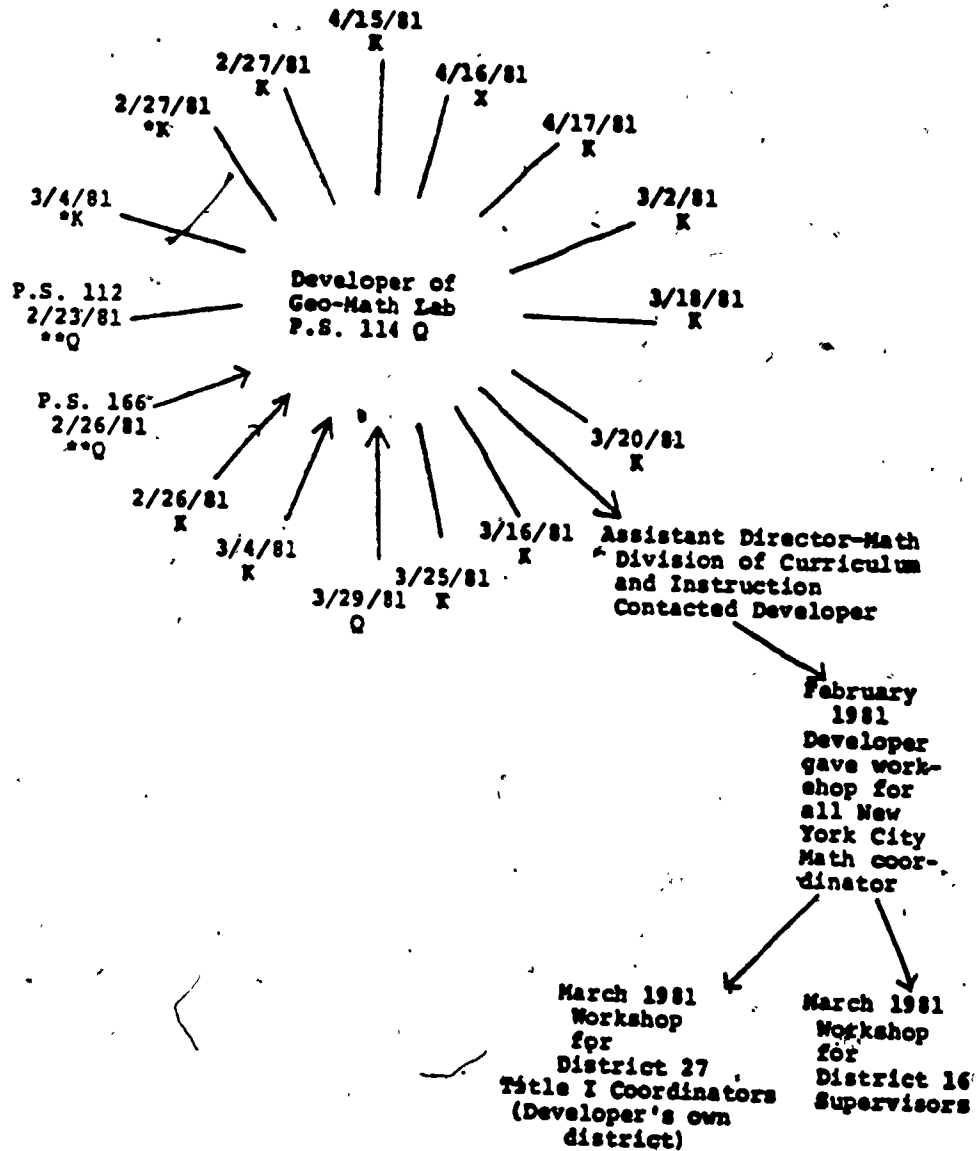 4/15/81
K
2/27/81
K
4/16/81
X
2/27/81
*K
4/17/81
K
3/4/81
*K
3/2/81
K
Developer of
Geo-Math Lab
P.S. 114 Q
P.S. 112
2/23/81
**Q
3/18/81
K
P.S. 166
2/26/81
**Q
3/20/81
K
2/26/81
K
3/4/81
K
3/29/81
Q
3/25/81
K
3/16/81
K
Assistant Director-Math
Division of Curriculum
and Instruction
Contacted Developer
February
1981
Developer
gave work-
shop for
all New
York City
Math coor-
dinator
March 1981
Workshop
for
District 27
Title I Coordinators
(Developer's own
district)
March 1981
Workshop
for
District 16
Supervisors